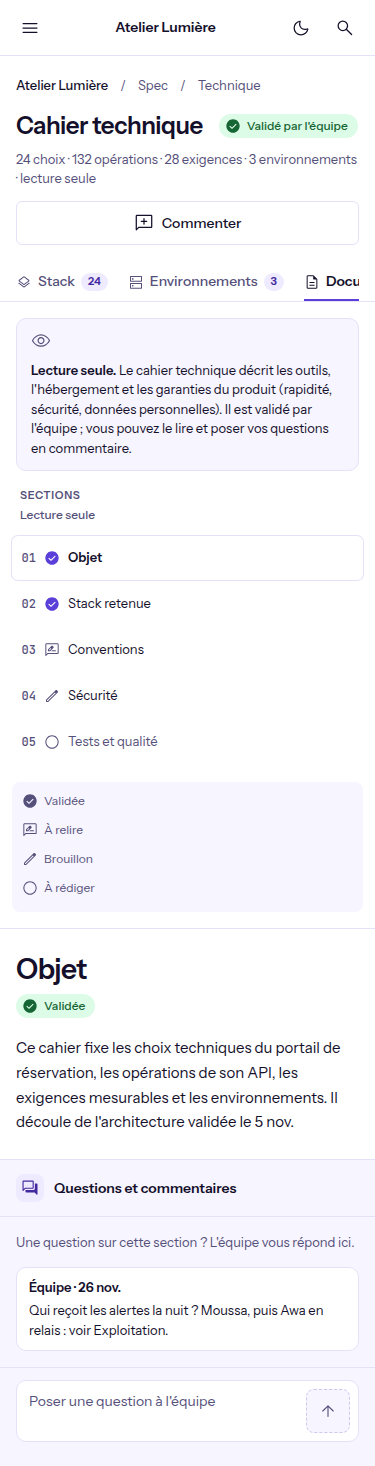 Atelier Lumière
Atelier Lumière / Spec / Technique
Cahier technique
Validé par l'équipe
24 choix · 132 opérations · 28 exigences · 3 environnements
· lecture seule
Commenter
Stack 24 Environnements 3 Docu
Lecture seule. Le cahier technique décrit les outils,
l'hébergement et les garanties du produit (rapidité,
sécurité, données personnelles). Il est validé par
l'équipe ; vous pouvez le lire et poser vos questions
en commentaire.
SECTIONS
Lecture seule
01 Objet
02 Stack retenue
03 Conventions
04 Sécurité
05 Tests et qualité
Validée
À relire
Brouillon
À rédiger
Objet
Validée
Ce cahier fixe les choix techniques du portail de
réservation, les opérations de son API, les
exigences mesurables et les environnements. Il
découle de l'architecture validée le 5 nov.
Questions et commentaires
Une question sur cette section ? L'équipe vous répond ici.
Équipe · 26 nov.
Qui reçoit les alertes la nuit ? Moussa, puis Awa en
relais : voir Exploitation.
Poser une question à l'équipe